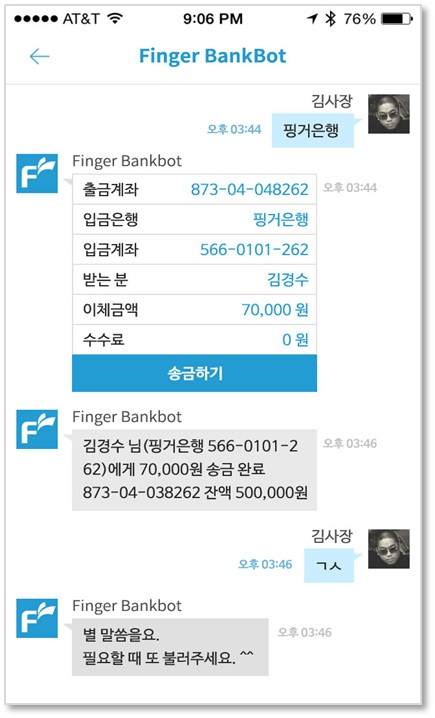 AT&T 9:06 PM 76%
Finger BankBot
김사장
오후 03:44 핑거은행
Finger Bankbot
출금계좌 873-04-048262 오후 03:44
입금은행 핑거은행
입금계좌 566-0101-262
받는 분 김경수
이체금액 70,000 원
수수료 0 원
송금하기
Finger Bankbot
김경수 님(핑거은행 566-0101-2 오후 03:46
62)에게 70,000원 송금 완료
873-04-038262 잔액 500,000원
김사장
오후 03:46 ㄱㅅ
Finger Bankbot
별 말씀을요. 오후 03:46
필요할 때 또 불러주세요. ^^